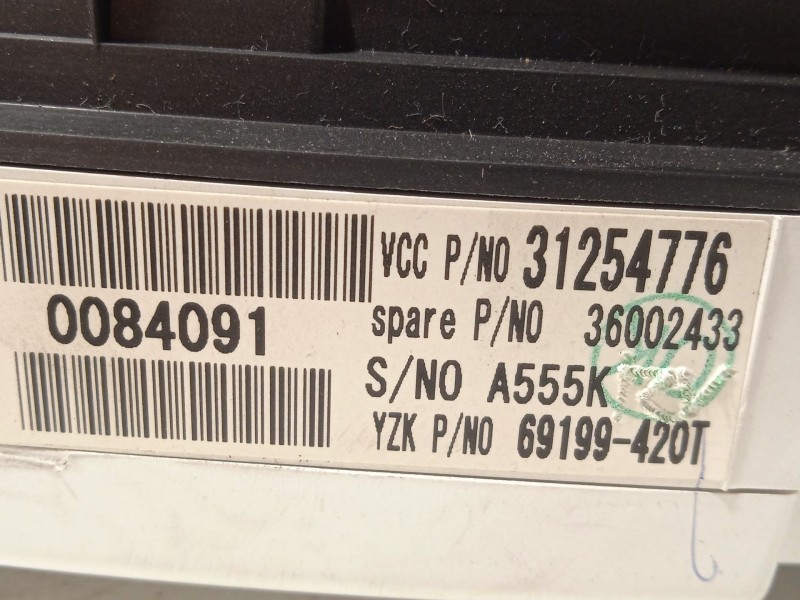 VCC P/NO 31254776
0084091
spare P/NO 36002433
S/NO A555K
YZK P/NO 69199-420T